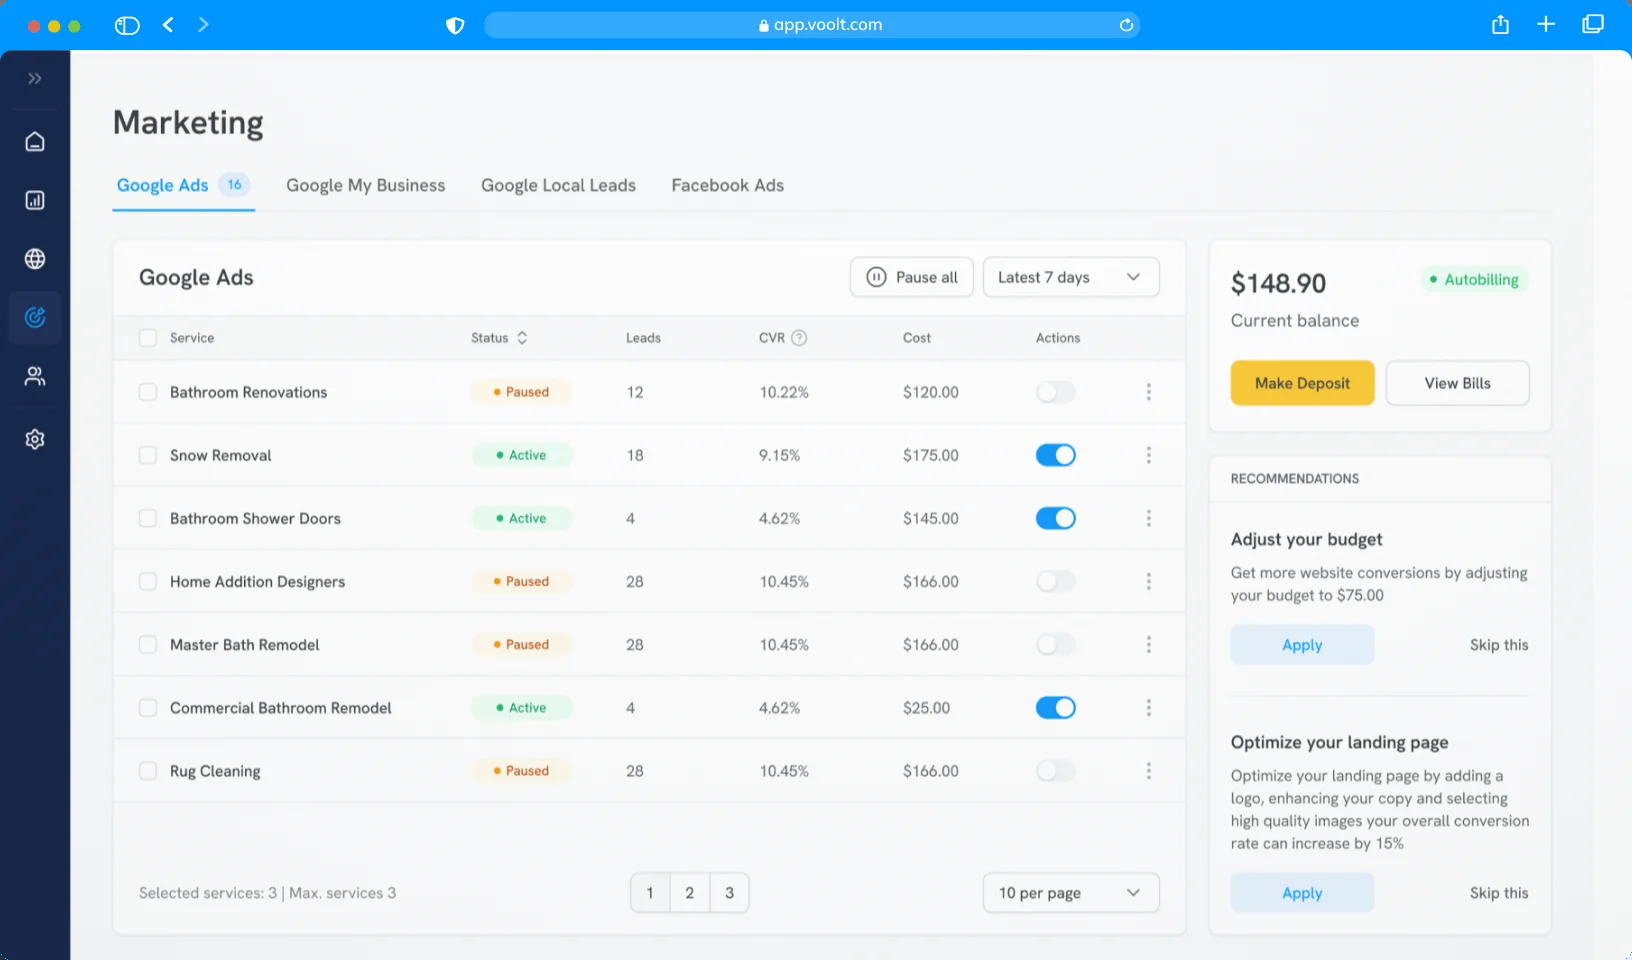 app.voolt.com
Marketing
Google Ads 16 Google My Business Google Local Leads Facebook Ads
Google Ads Pause all Latest 7 days
Service Status Leads CVR ? Cost Actions
Bathroom Renovations Paused 12 10.22% $120.00
Snow Removal Active 18 9.15% $175.00
Bathroom Shower Doors Active 4 4.62% $145.00
Home Addition Designers Paused 28 10.45% $166.00
Master Bath Remodel Paused 28 10.45% $166.00
Commercial Bathroom Remodel Active 4 4.62% $25.00
Rug Cleaning Paused 28 10.45% $166.00
Selected services: 3 | Max. services 3 1 2 3 10 per page
$148.90 Autobilling
Current balance
Make Deposit View Bills
RECOMMENDATIONS
Adjust your budget
Get more website conversions by adjusting
your budget to $75.00
Apply Skip this
Optimize your landing page
Optimize your landing page by adding a
logo, enhancing your copy and selecting
high quality images your overall conversion
rate can increase by 15%
Apply Skip this